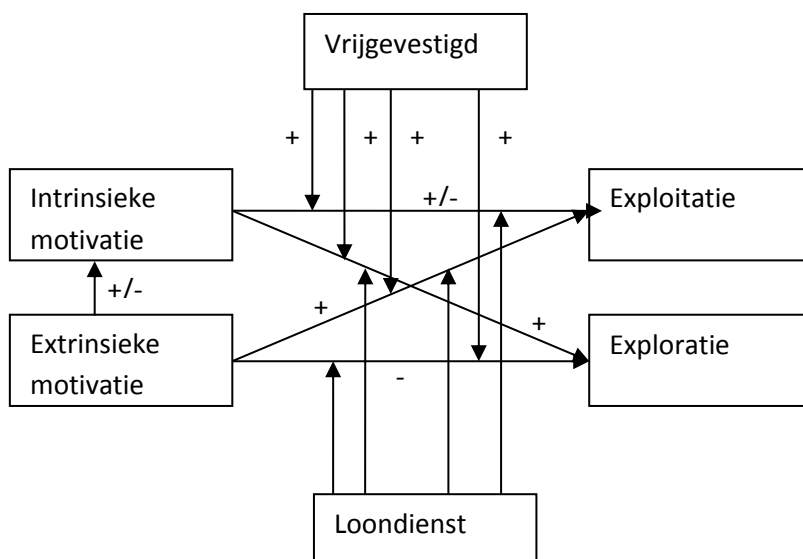 Vrijgevestigd
+
+
+
+
Intrinsieke
motivatie
+/-
Exploitatie
+/-
+
+
Extrinsieke
motivatie
-
Exploratie
Loondienst